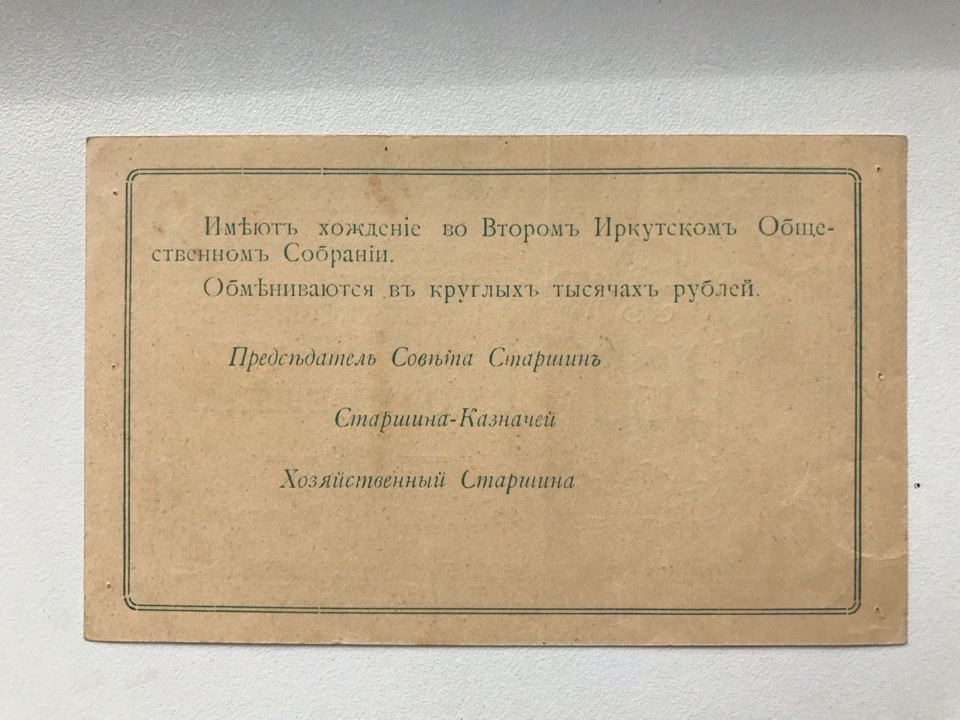 Имѣютъ хожденіе во Второмъ Иркутскомъ Обще-
ственномъ Собраніи.
Обмѣниваются въ круглыхъ тысячахъ рублей.
Предсѣдатель Совѣта Старшинъ
Старшина-Казначей
Хозяйственный Старшина